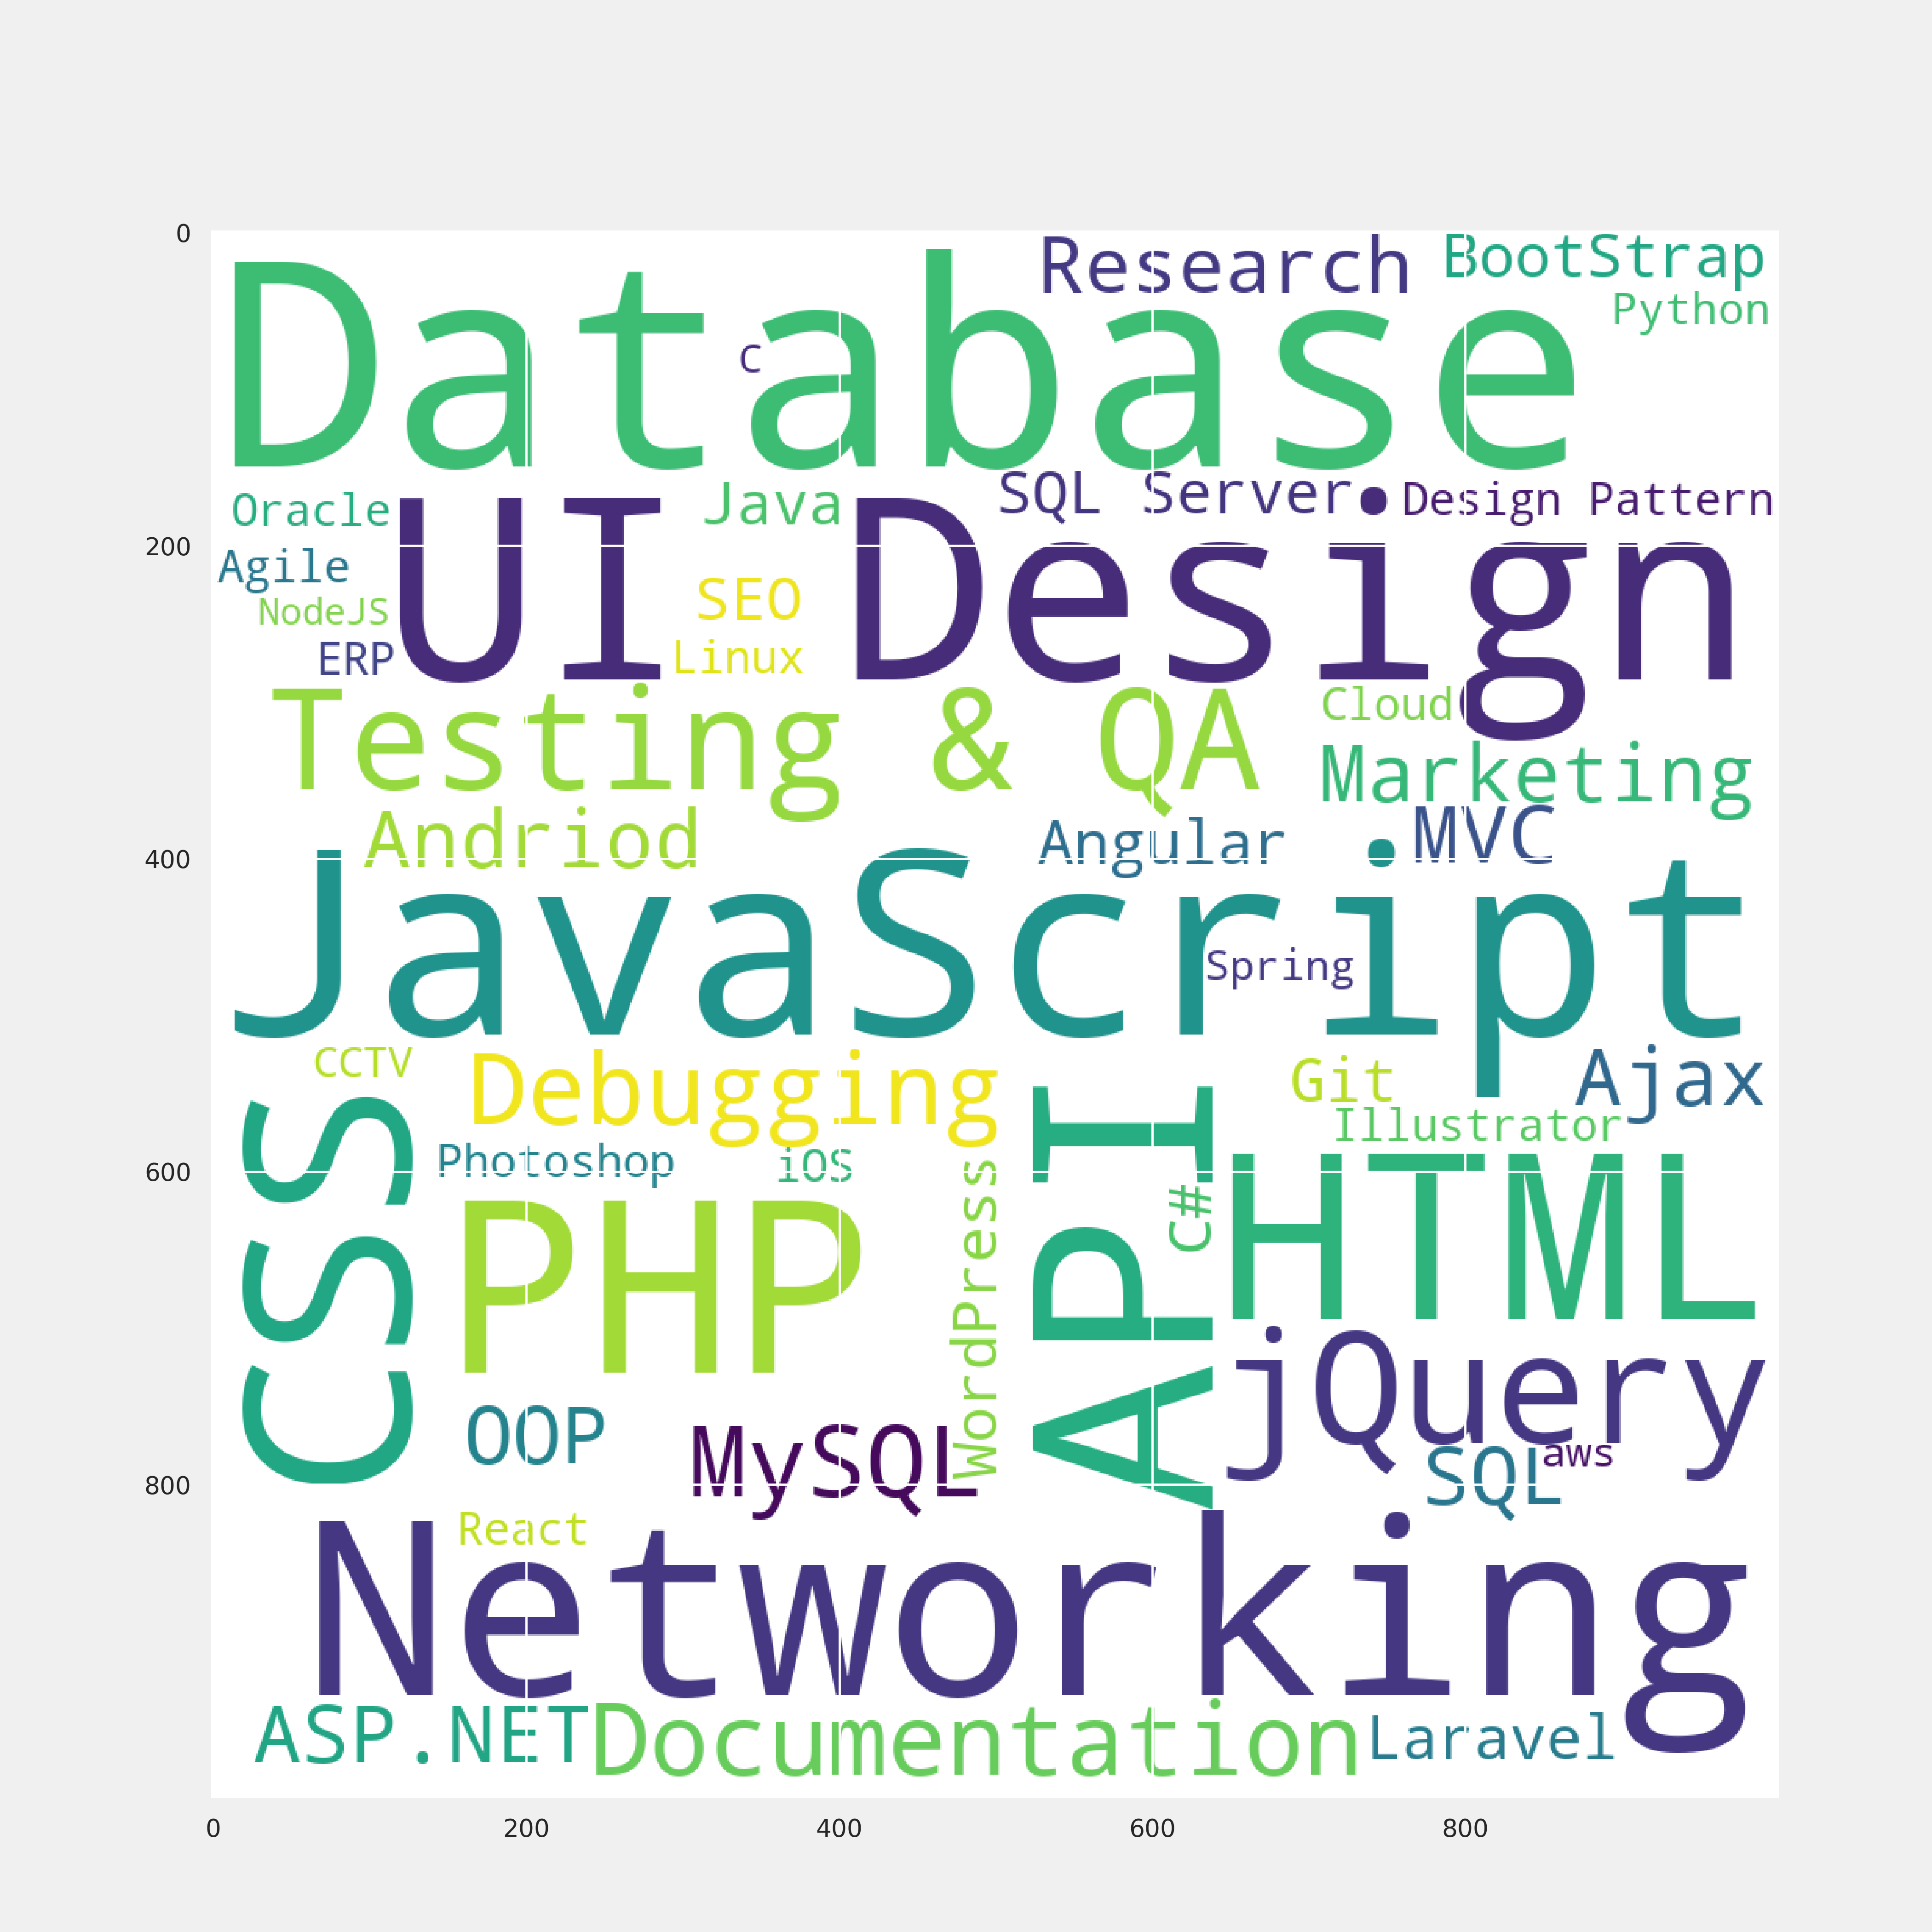 0
Research
BootStrap
Database
Python
C
Oracle
Java
SQL Server
Design Pattern
UI Design
200
Agile
SEO
NodeJS
ERP
Linux
Testing & QA
Cloud
Marketing
Andriod
Angular
MVC
400
JavaScript
Spring
CCTV
Debugging
Git
Ajax
Illustrator
Photoshop
iOS
600
CSS
PHP
WordPress
API
C#
HTML
jQuery
OOP
MySQL
SQL
aws
800
React
Networking
ASP.NET
Documentation
Laravel
0 200 400 600 800